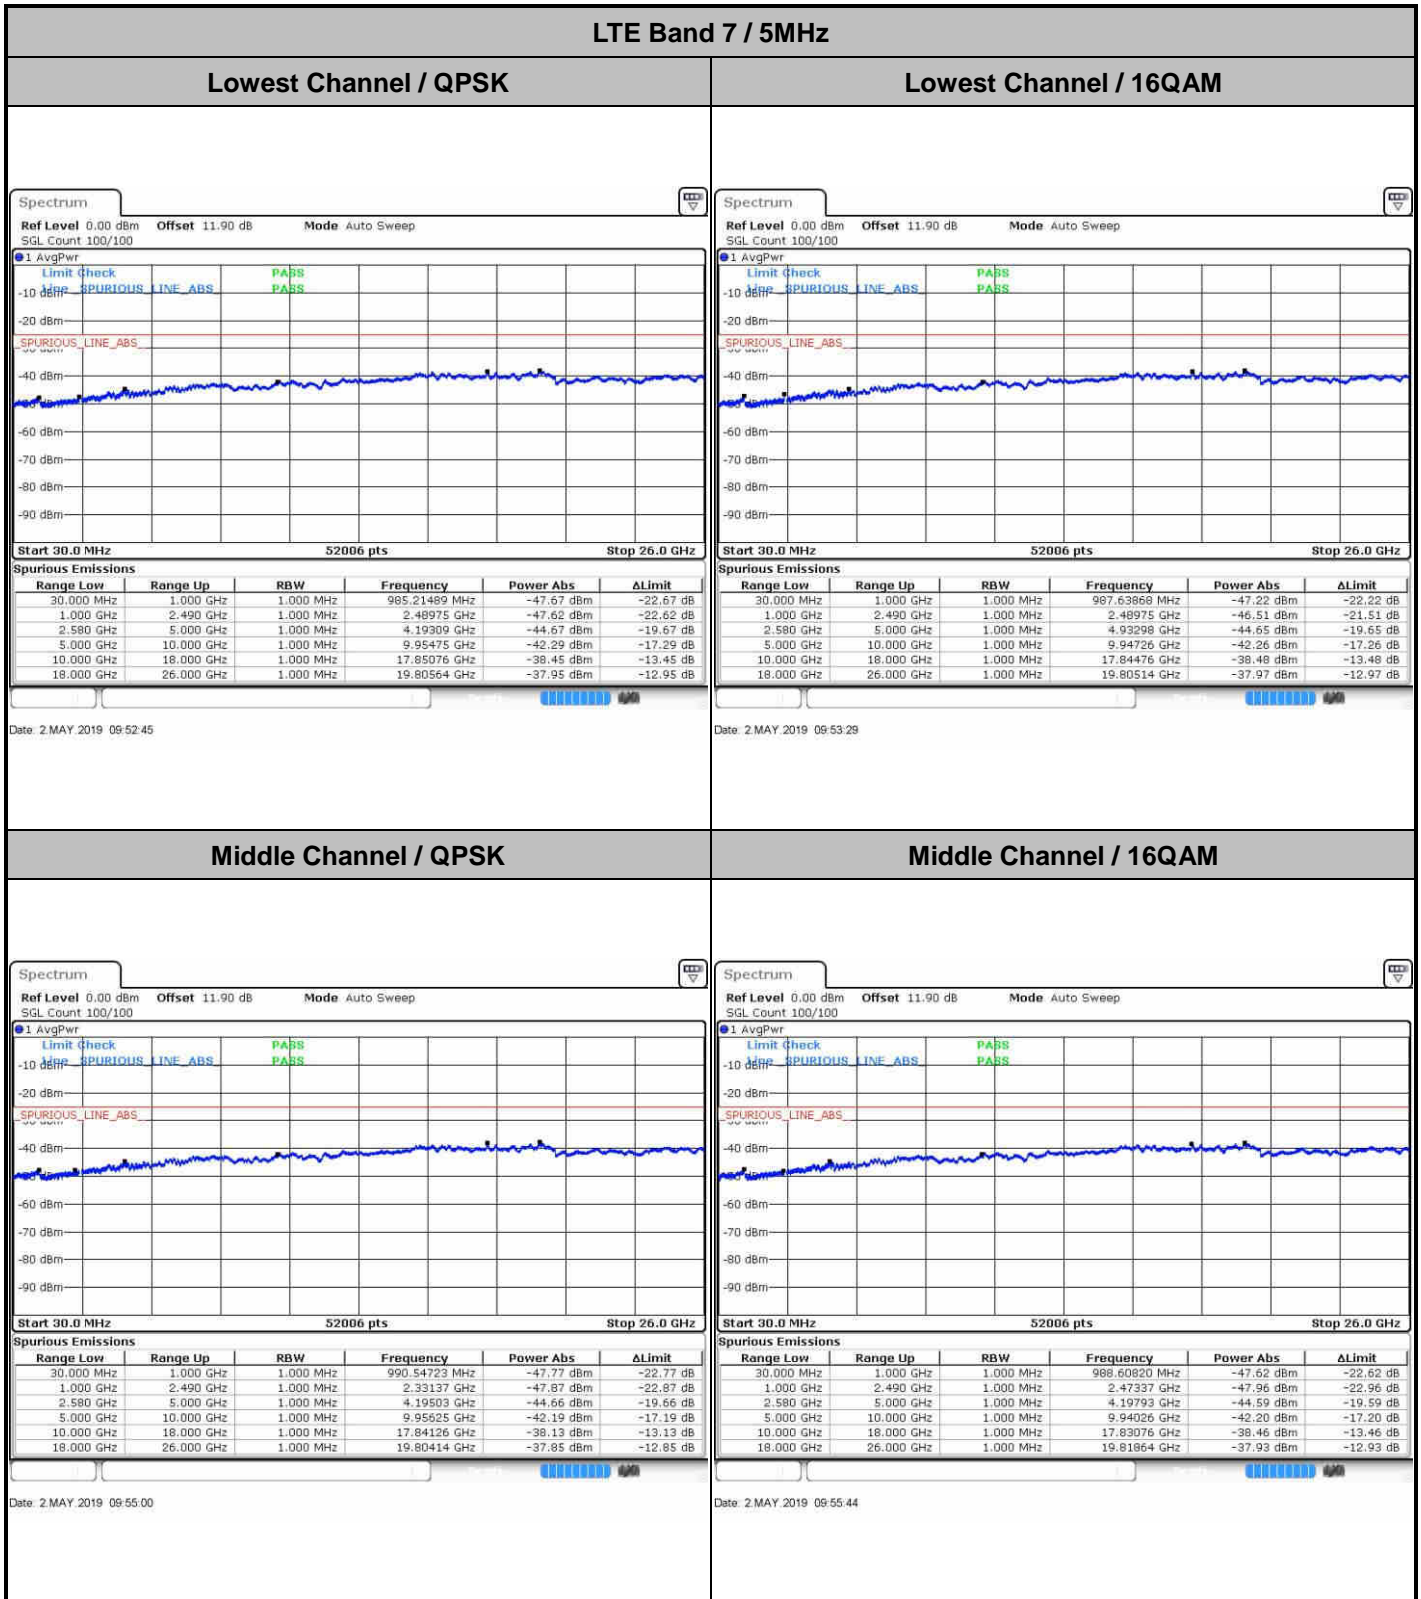 LTE Band 7 / 5MHz
Lowest Channel / QPSK
Lowest Channel / 16QAM
Spectrum
Ref Level 0.00 dBm Offset 11.90 dB Mode Auto Sweep
SGL Count 100/100
1 AvgPwr
Limit Check PASS
Line _SPURIOUS_LINE_ABS_ PASS
-10 dBm
-20 dBm
_SPURIOUS_LINE_ABS_
-30 dBm
-40 dBm
-50 dBm
-60 dBm
-70 dBm
-80 dBm
-90 dBm
Start 30.0 MHz 52006 pts Stop 26.0 GHz
Spurious Emissions
Range Low Range Up RBW Frequency Power Abs ΔLimit
30.000 MHz 1.000 GHz 1.000 MHz 985.21489 MHz -47.67 dBm -22.67 dB
1.000 GHz 2.490 GHz 1.000 MHz 2.48975 GHz -47.62 dBm -22.62 dB
2.580 GHz 5.000 GHz 1.000 MHz 4.19309 GHz -44.67 dBm -19.67 dB
5.000 GHz 10.000 GHz 1.000 MHz 9.95475 GHz -42.29 dBm -17.29 dB
10.000 GHz 18.000 GHz 1.000 MHz 17.85076 GHz -38.45 dBm -13.45 dB
18.000 GHz 26.000 GHz 1.000 MHz 19.80564 GHz -37.95 dBm -12.95 dB
Date: 2.MAY.2019 09:52:45
Spectrum
Ref Level 0.00 dBm Offset 11.90 dB Mode Auto Sweep
SGL Count 100/100
1 AvgPwr
Limit Check PASS
Line _SPURIOUS_LINE_ABS_ PASS
-10 dBm
-20 dBm
_SPURIOUS_LINE_ABS_
-30 dBm
-40 dBm
-50 dBm
-60 dBm
-70 dBm
-80 dBm
-90 dBm
Start 30.0 MHz 52006 pts Stop 26.0 GHz
Spurious Emissions
Range Low Range Up RBW Frequency Power Abs ΔLimit
30.000 MHz 1.000 GHz 1.000 MHz 987.63868 MHz -47.22 dBm -22.22 dB
1.000 GHz 2.490 GHz 1.000 MHz 2.48975 GHz -46.51 dBm -21.51 dB
2.580 GHz 5.000 GHz 1.000 MHz 4.93298 GHz -44.65 dBm -19.65 dB
5.000 GHz 10.000 GHz 1.000 MHz 9.94726 GHz -42.26 dBm -17.26 dB
10.000 GHz 18.000 GHz 1.000 MHz 17.84476 GHz -38.48 dBm -13.48 dB
18.000 GHz 26.000 GHz 1.000 MHz 19.80514 GHz -37.97 dBm -12.97 dB
Date: 2.MAY.2019 09:53:29
Middle Channel / QPSK
Middle Channel / 16QAM
Spectrum
Ref Level 0.00 dBm Offset 11.90 dB Mode Auto Sweep
SGL Count 100/100
1 AvgPwr
Limit Check PASS
Line _SPURIOUS_LINE_ABS_ PASS
-10 dBm
-20 dBm
_SPURIOUS_LINE_ABS_
-30 dBm
-40 dBm
-50 dBm
-60 dBm
-70 dBm
-80 dBm
-90 dBm
Start 30.0 MHz 52006 pts Stop 26.0 GHz
Spurious Emissions
Range Low Range Up RBW Frequency Power Abs ΔLimit
30.000 MHz 1.000 GHz 1.000 MHz 990.54723 MHz -47.77 dBm -22.77 dB
1.000 GHz 2.490 GHz 1.000 MHz 2.33137 GHz -47.87 dBm -22.87 dB
2.580 GHz 5.000 GHz 1.000 MHz 4.19503 GHz -44.66 dBm -19.66 dB
5.000 GHz 10.000 GHz 1.000 MHz 9.95625 GHz -42.19 dBm -17.19 dB
10.000 GHz 18.000 GHz 1.000 MHz 17.84126 GHz -38.13 dBm -13.13 dB
18.000 GHz 26.000 GHz 1.000 MHz 19.80414 GHz -37.85 dBm -12.85 dB
Date: 2.MAY.2019 09:55:00
Spectrum
Ref Level 0.00 dBm Offset 11.90 dB Mode Auto Sweep
SGL Count 100/100
1 AvgPwr
Limit Check PASS
Line _SPURIOUS_LINE_ABS_ PASS
-10 dBm
-20 dBm
_SPURIOUS_LINE_ABS_
-30 dBm
-40 dBm
-50 dBm
-60 dBm
-70 dBm
-80 dBm
-90 dBm
Start 30.0 MHz 52006 pts Stop 26.0 GHz
Spurious Emissions
Range Low Range Up RBW Frequency Power Abs ΔLimit
30.000 MHz 1.000 GHz 1.000 MHz 988.60820 MHz -47.62 dBm -22.62 dB
1.000 GHz 2.490 GHz 1.000 MHz 2.47337 GHz -47.96 dBm -22.96 dB
2.580 GHz 5.000 GHz 1.000 MHz 4.19793 GHz -44.59 dBm -19.59 dB
5.000 GHz 10.000 GHz 1.000 MHz 9.94026 GHz -42.20 dBm -17.20 dB
10.000 GHz 18.000 GHz 1.000 MHz 17.83076 GHz -38.46 dBm -13.46 dB
18.000 GHz 26.000 GHz 1.000 MHz 19.81864 GHz -37.93 dBm -12.93 dB
Date: 2.MAY.2019 09:55:44